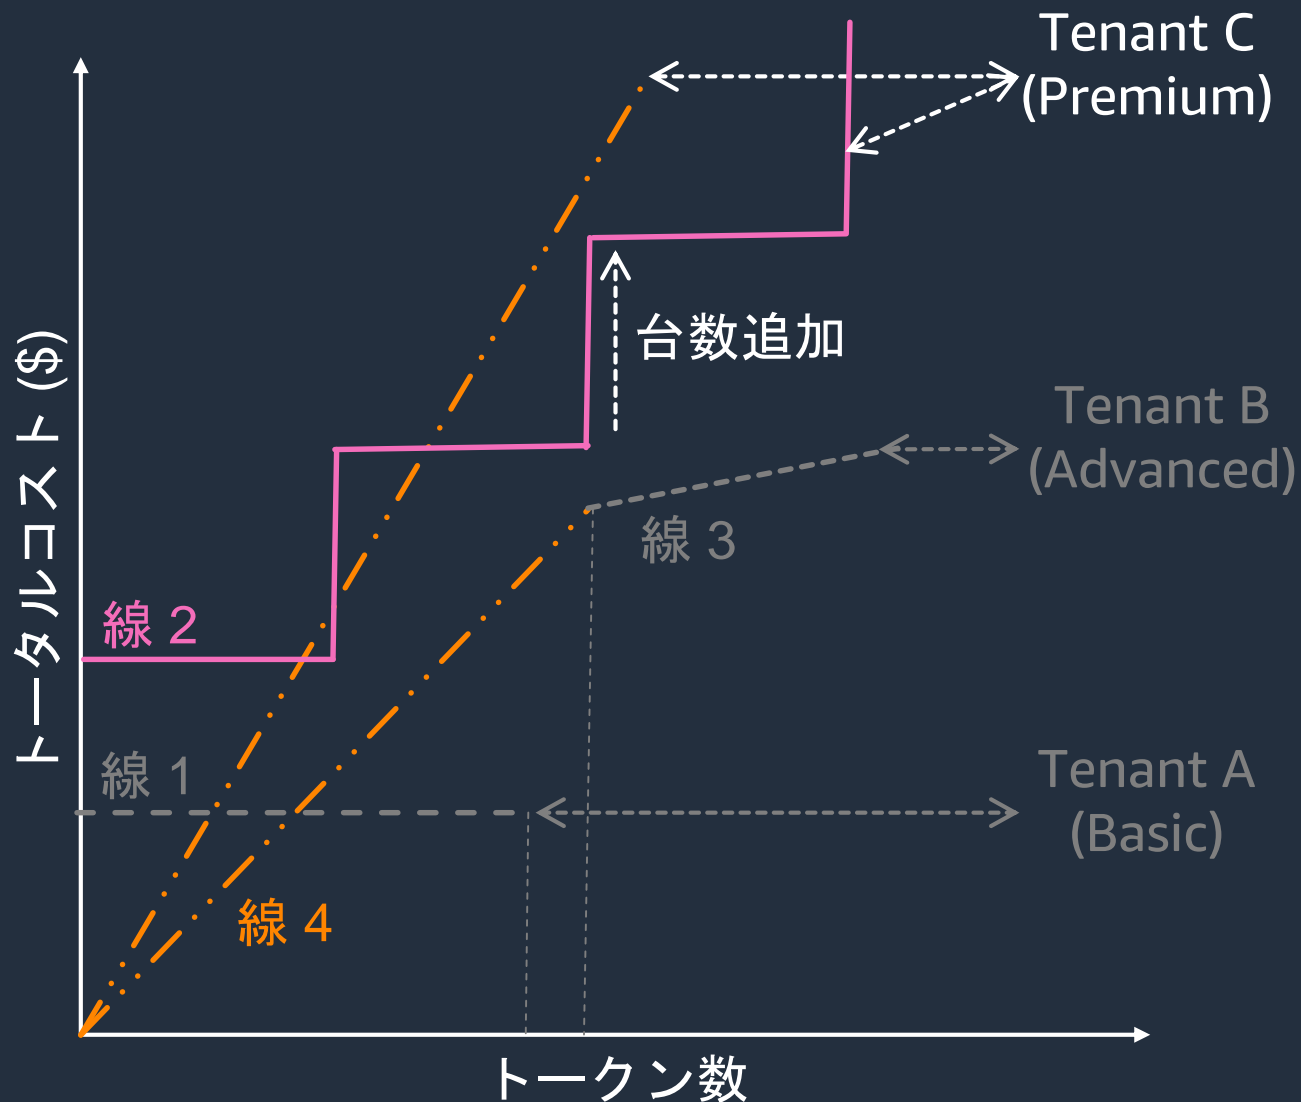 Tenant C
(Premium)
台数追加
Tenant B
(Advanced)
線 3
トータルコスト ($)
線 2
線 1
Tenant A
(Basic)
線 4
トークン数